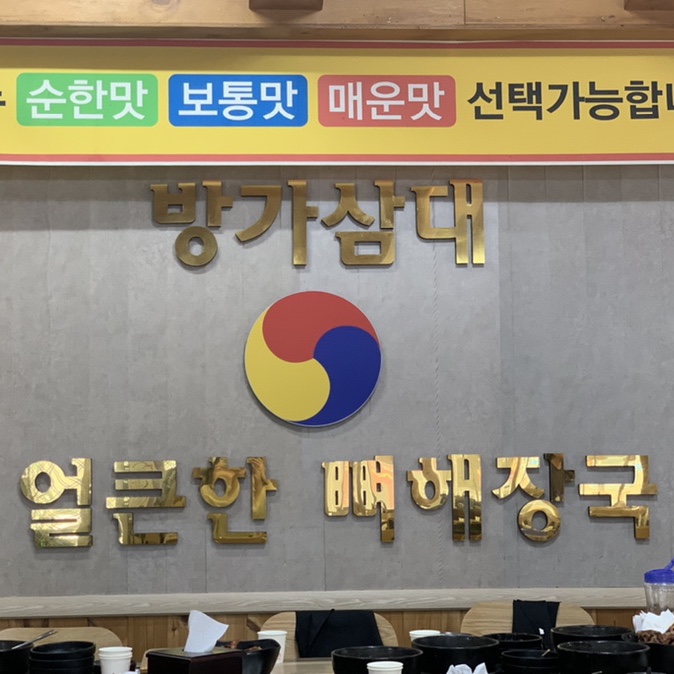 순한맛 보통맛 매운맛 선택가능합니
방가삼대
얼큰한 뼈해장국